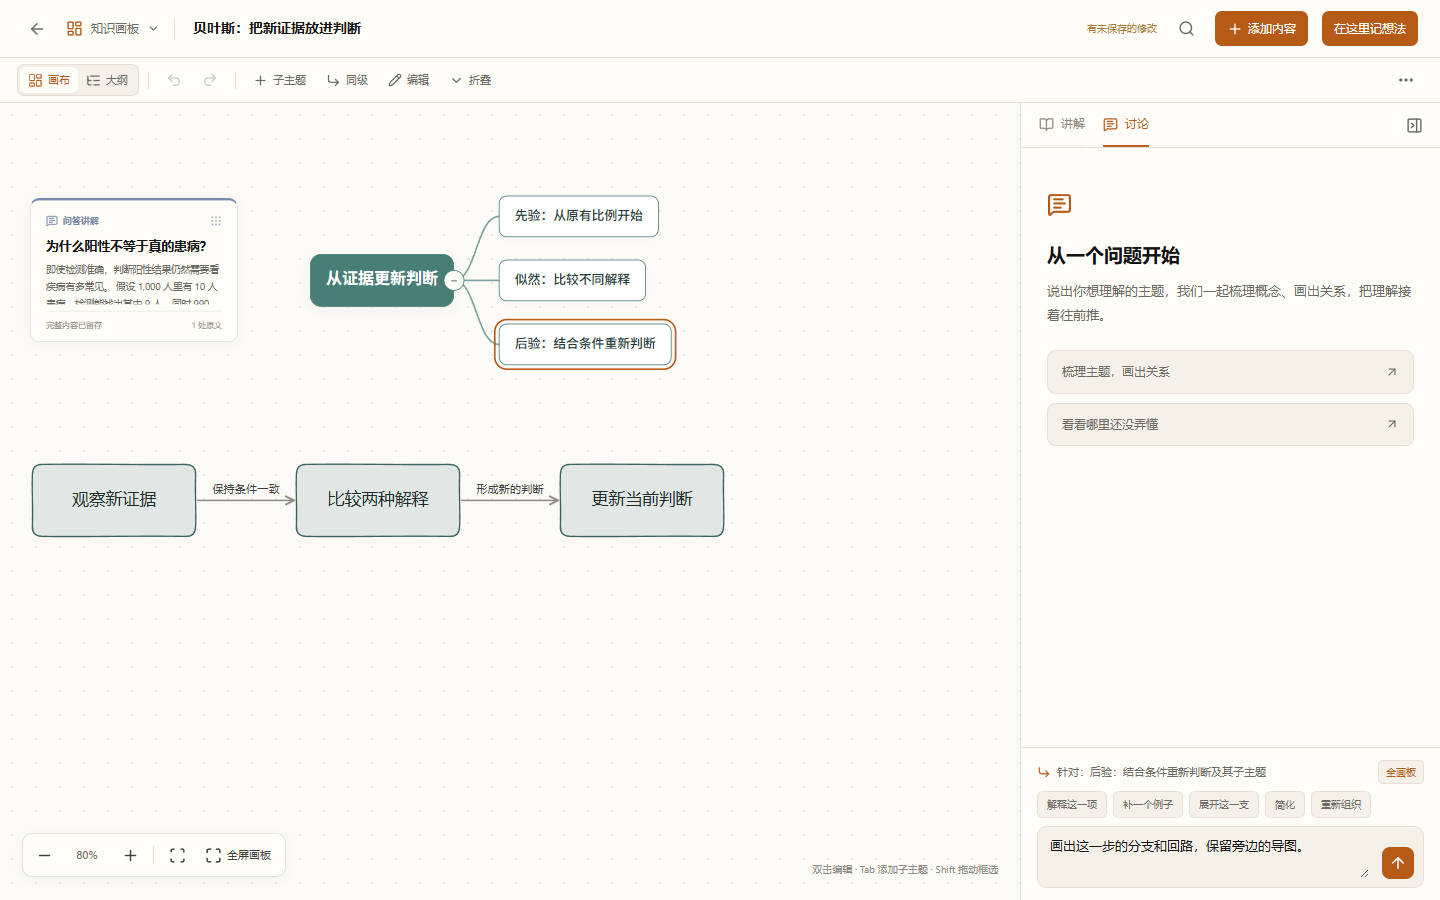 知识画板
贝叶斯：把新证据放进判断
有未保存的修改
添加内容
在这里记想法
画布
大纲
子主题
同级
编辑
折叠
讲解
讨论
问答讲解
为什么阳性不等于真的患病？
即使检测准确，判断阳性结果仍然需要看
疾病有多常见。 假设 1,000 人里有 10 人
完整内容已留存
1 处原文
从证据更新判断
先验：从原有比例开始
似然：比较不同解释
后验：结合条件重新判断
观察新证据
保持条件一致
比较两种解释
形成新的判断
更新当前判断
从一个问题开始
说出你想理解的主题，我们一起梳理概念、画出关系，把理解接
着往前推。
梳理主题，画出关系
看看哪里还没弄懂
针对：后验：结合条件重新判断及其子主题
全画板
解释这一项
补一个例子
展开这一支
简化
重新组织
画出这一步的分支和回路，保留旁边的导图。
80%
全屏画板
双击编辑 · Tab 添加子主题 · Shift 拖动框选